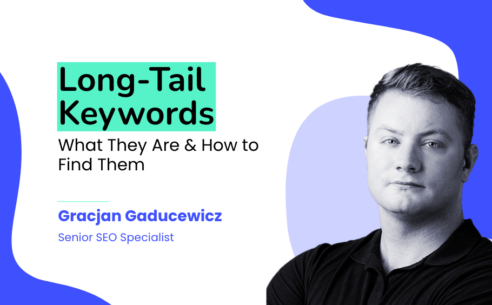 Long-Tail
Keywords
What They Are & How to
Find Them
Gracjan Gaducewicz
Senior SEO Specialist